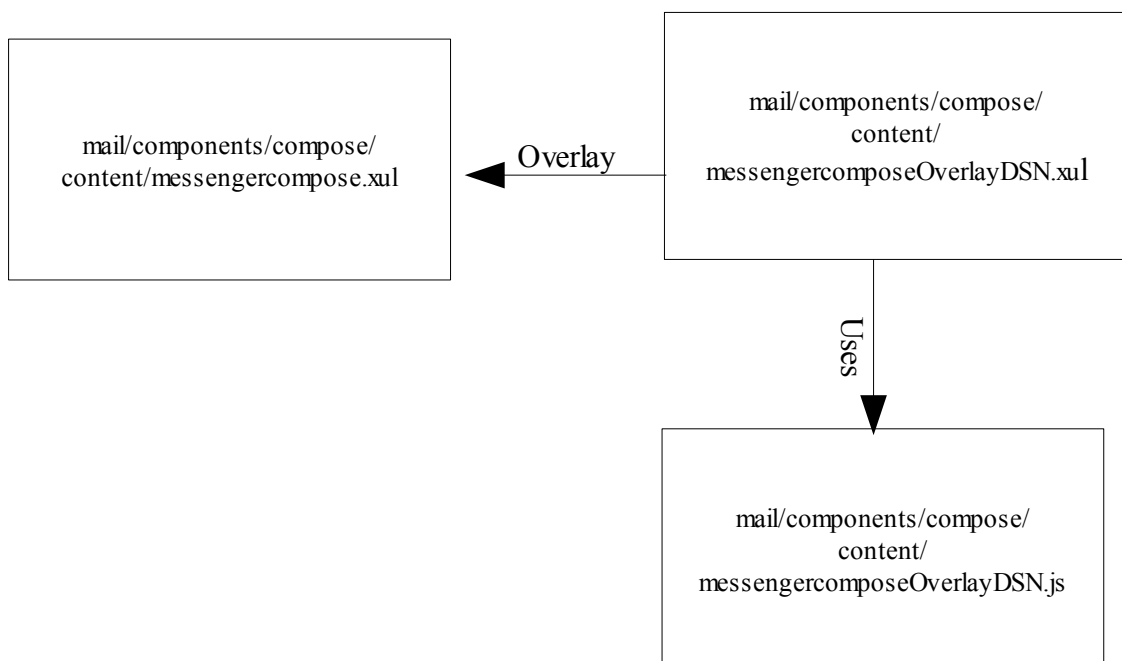 mail/components/compose/
content/messengercompose.xul
Overlay
mail/components/compose/
content/
messengercomposeOverlayDSN.xul
Uses
mail/components/compose/
content/
messengercomposeOverlayDSN.js